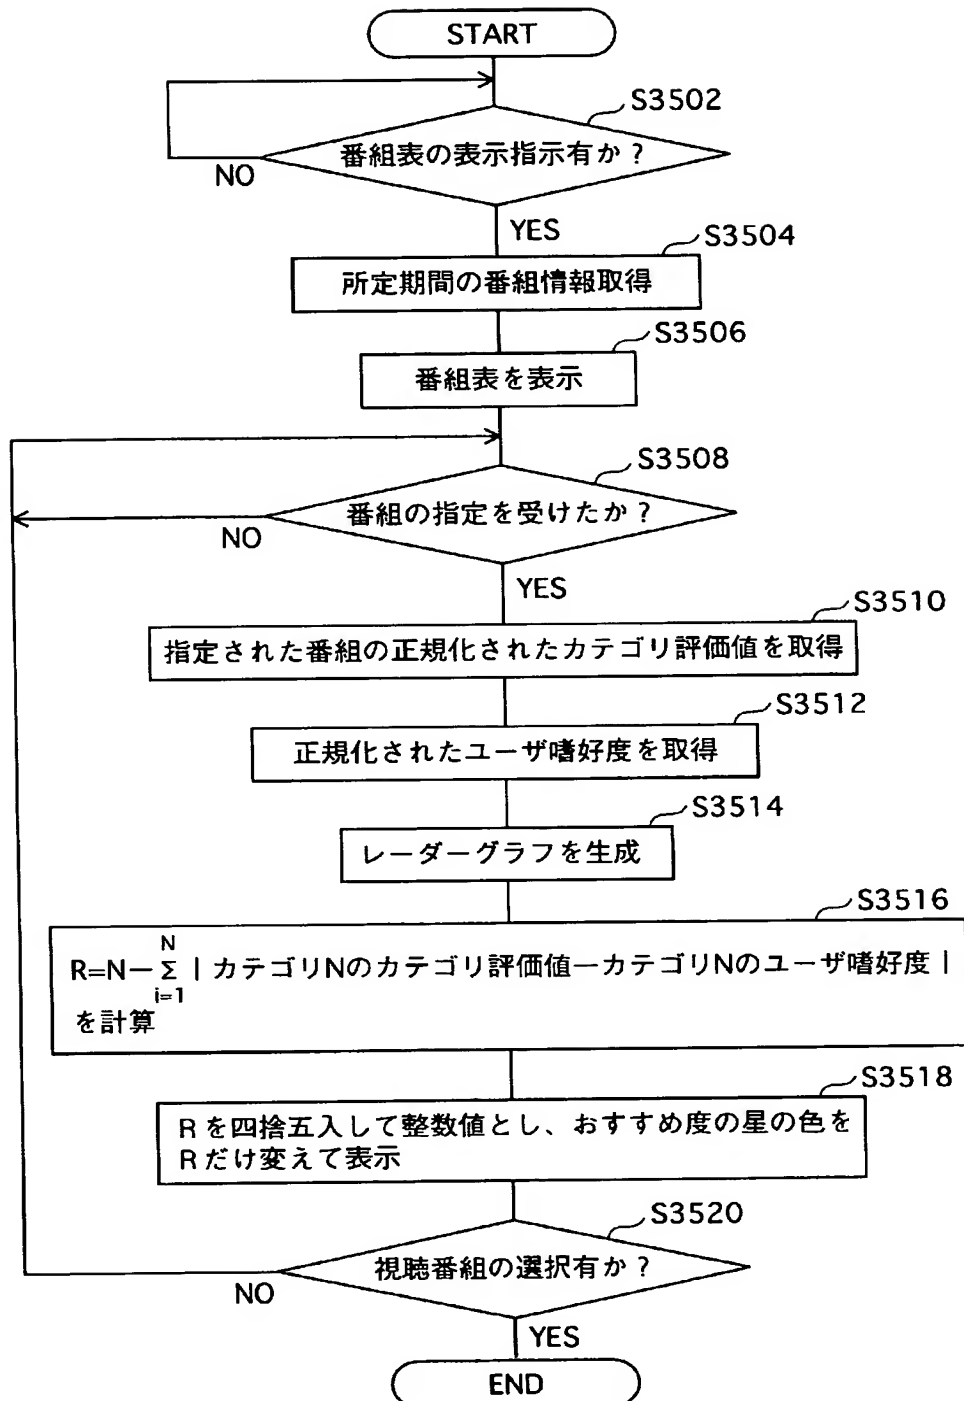 START
S3502
番組表の表示指示有か?
NO
YES
S3504
所定期間の番組情報取得
S3506
番組表を表示
S3508
番組の指定を受けたか?
NO
YES
S3510
指定された番組の正規化されたカテゴリ評価値を取得
S3512
正規化されたユーザ嗜好度を取得
S3514
レーダーグラフを生成
S3516
N
R=N−Σ|カテゴリNのカテゴリ評価値−カテゴリNのユーザ嗜好度|
i=1
を計算
S3518
Rを四捨五入して整数値とし、おすすめ度の星の色を
Rだけ変えて表示
S3520
視聴番組の選択有か?
NO
YES
END